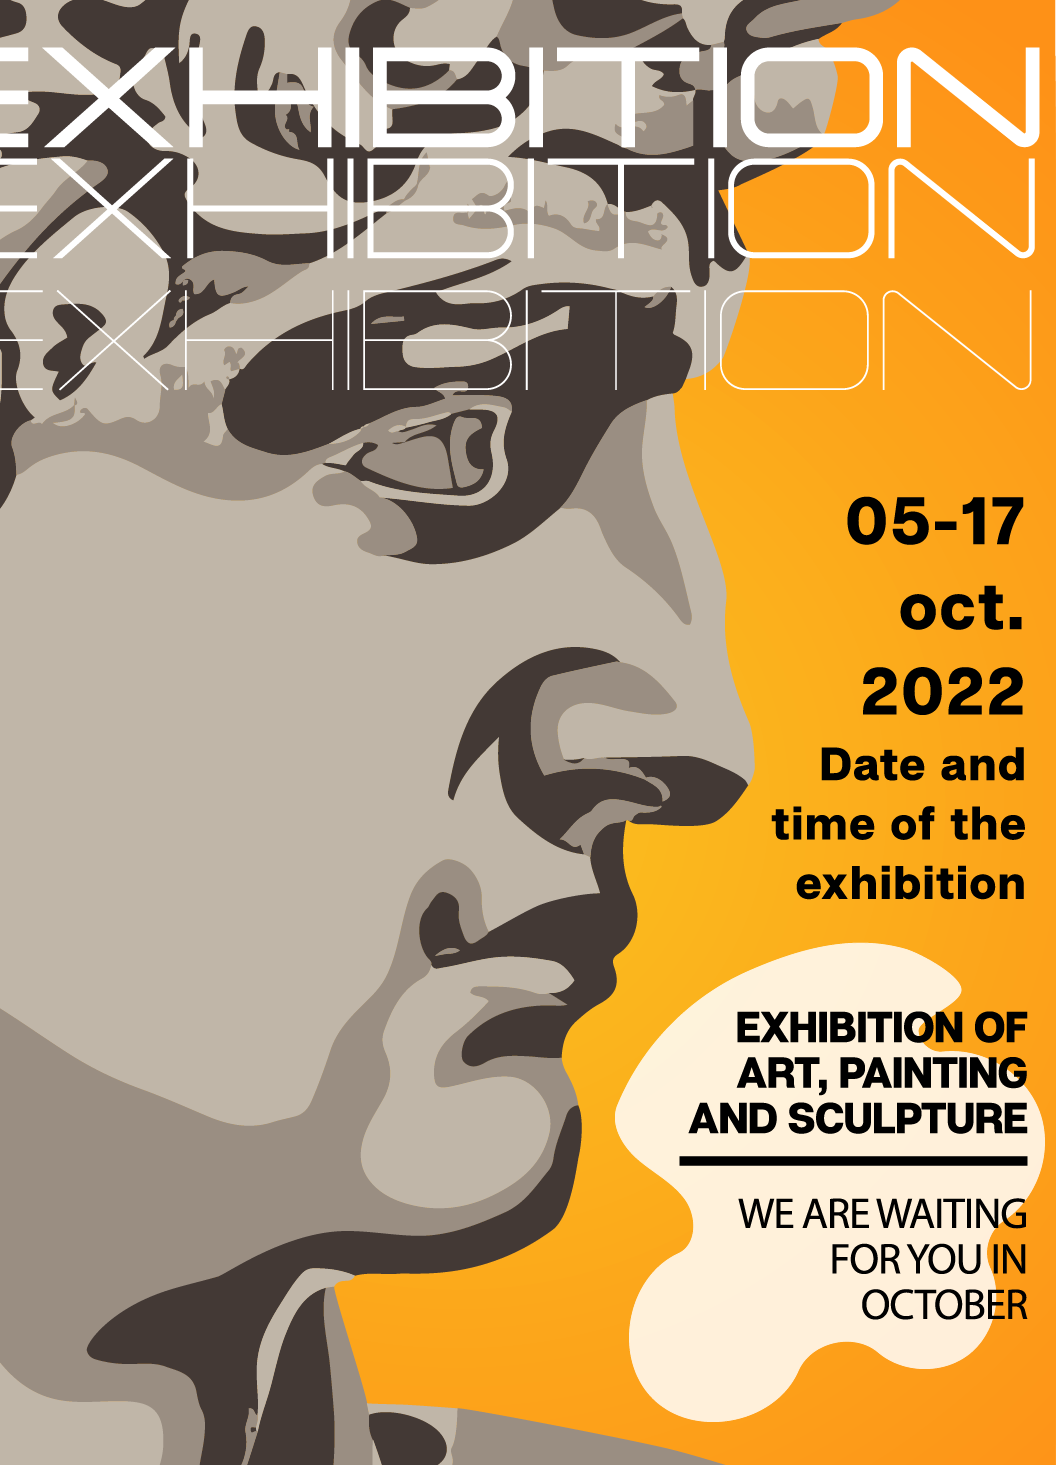 EXHIBITION
EXHIBITION
EXHIBITION
05-17
oct.
2022
Date and
time of the
exhibition
EXHIBITION OF
ART, PAINTING
AND SCULPTURE
WE ARE WAITING
FOR YOU IN
OCTOBER